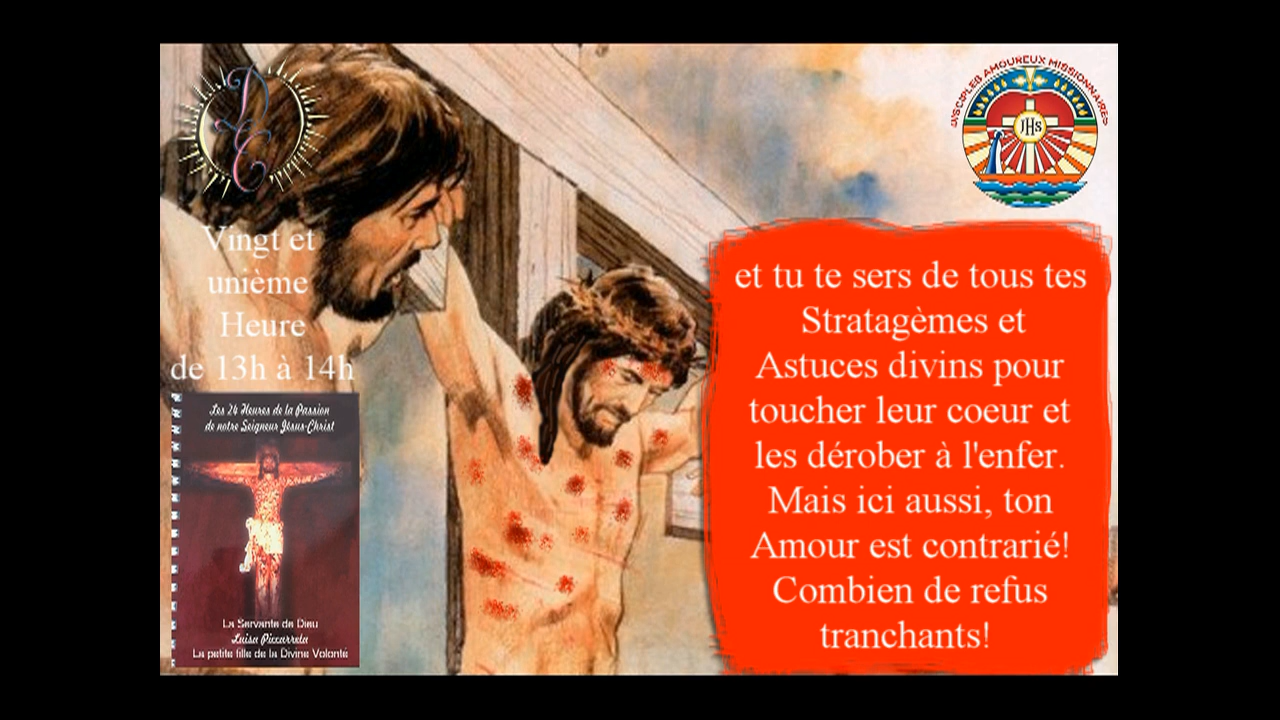 DISCIPLES AMOUREUX MISSIONNAIRES
JHS
Vingt et
unième
Heure
de 13h à 14h
Les 24 Heures de la Passion
de notre Seigneur Jésus-Christ
La Servante de Dieu
Luisa Piccarreta
La petite fille de la Divine Volonté
et tu te sers de tous tes
Stratagèmes et
Astuces divins pour
toucher leur coeur et
les dérober à l'enfer.
Mais ici aussi, ton
Amour est contrarié!
Combien de refus
tranchants!